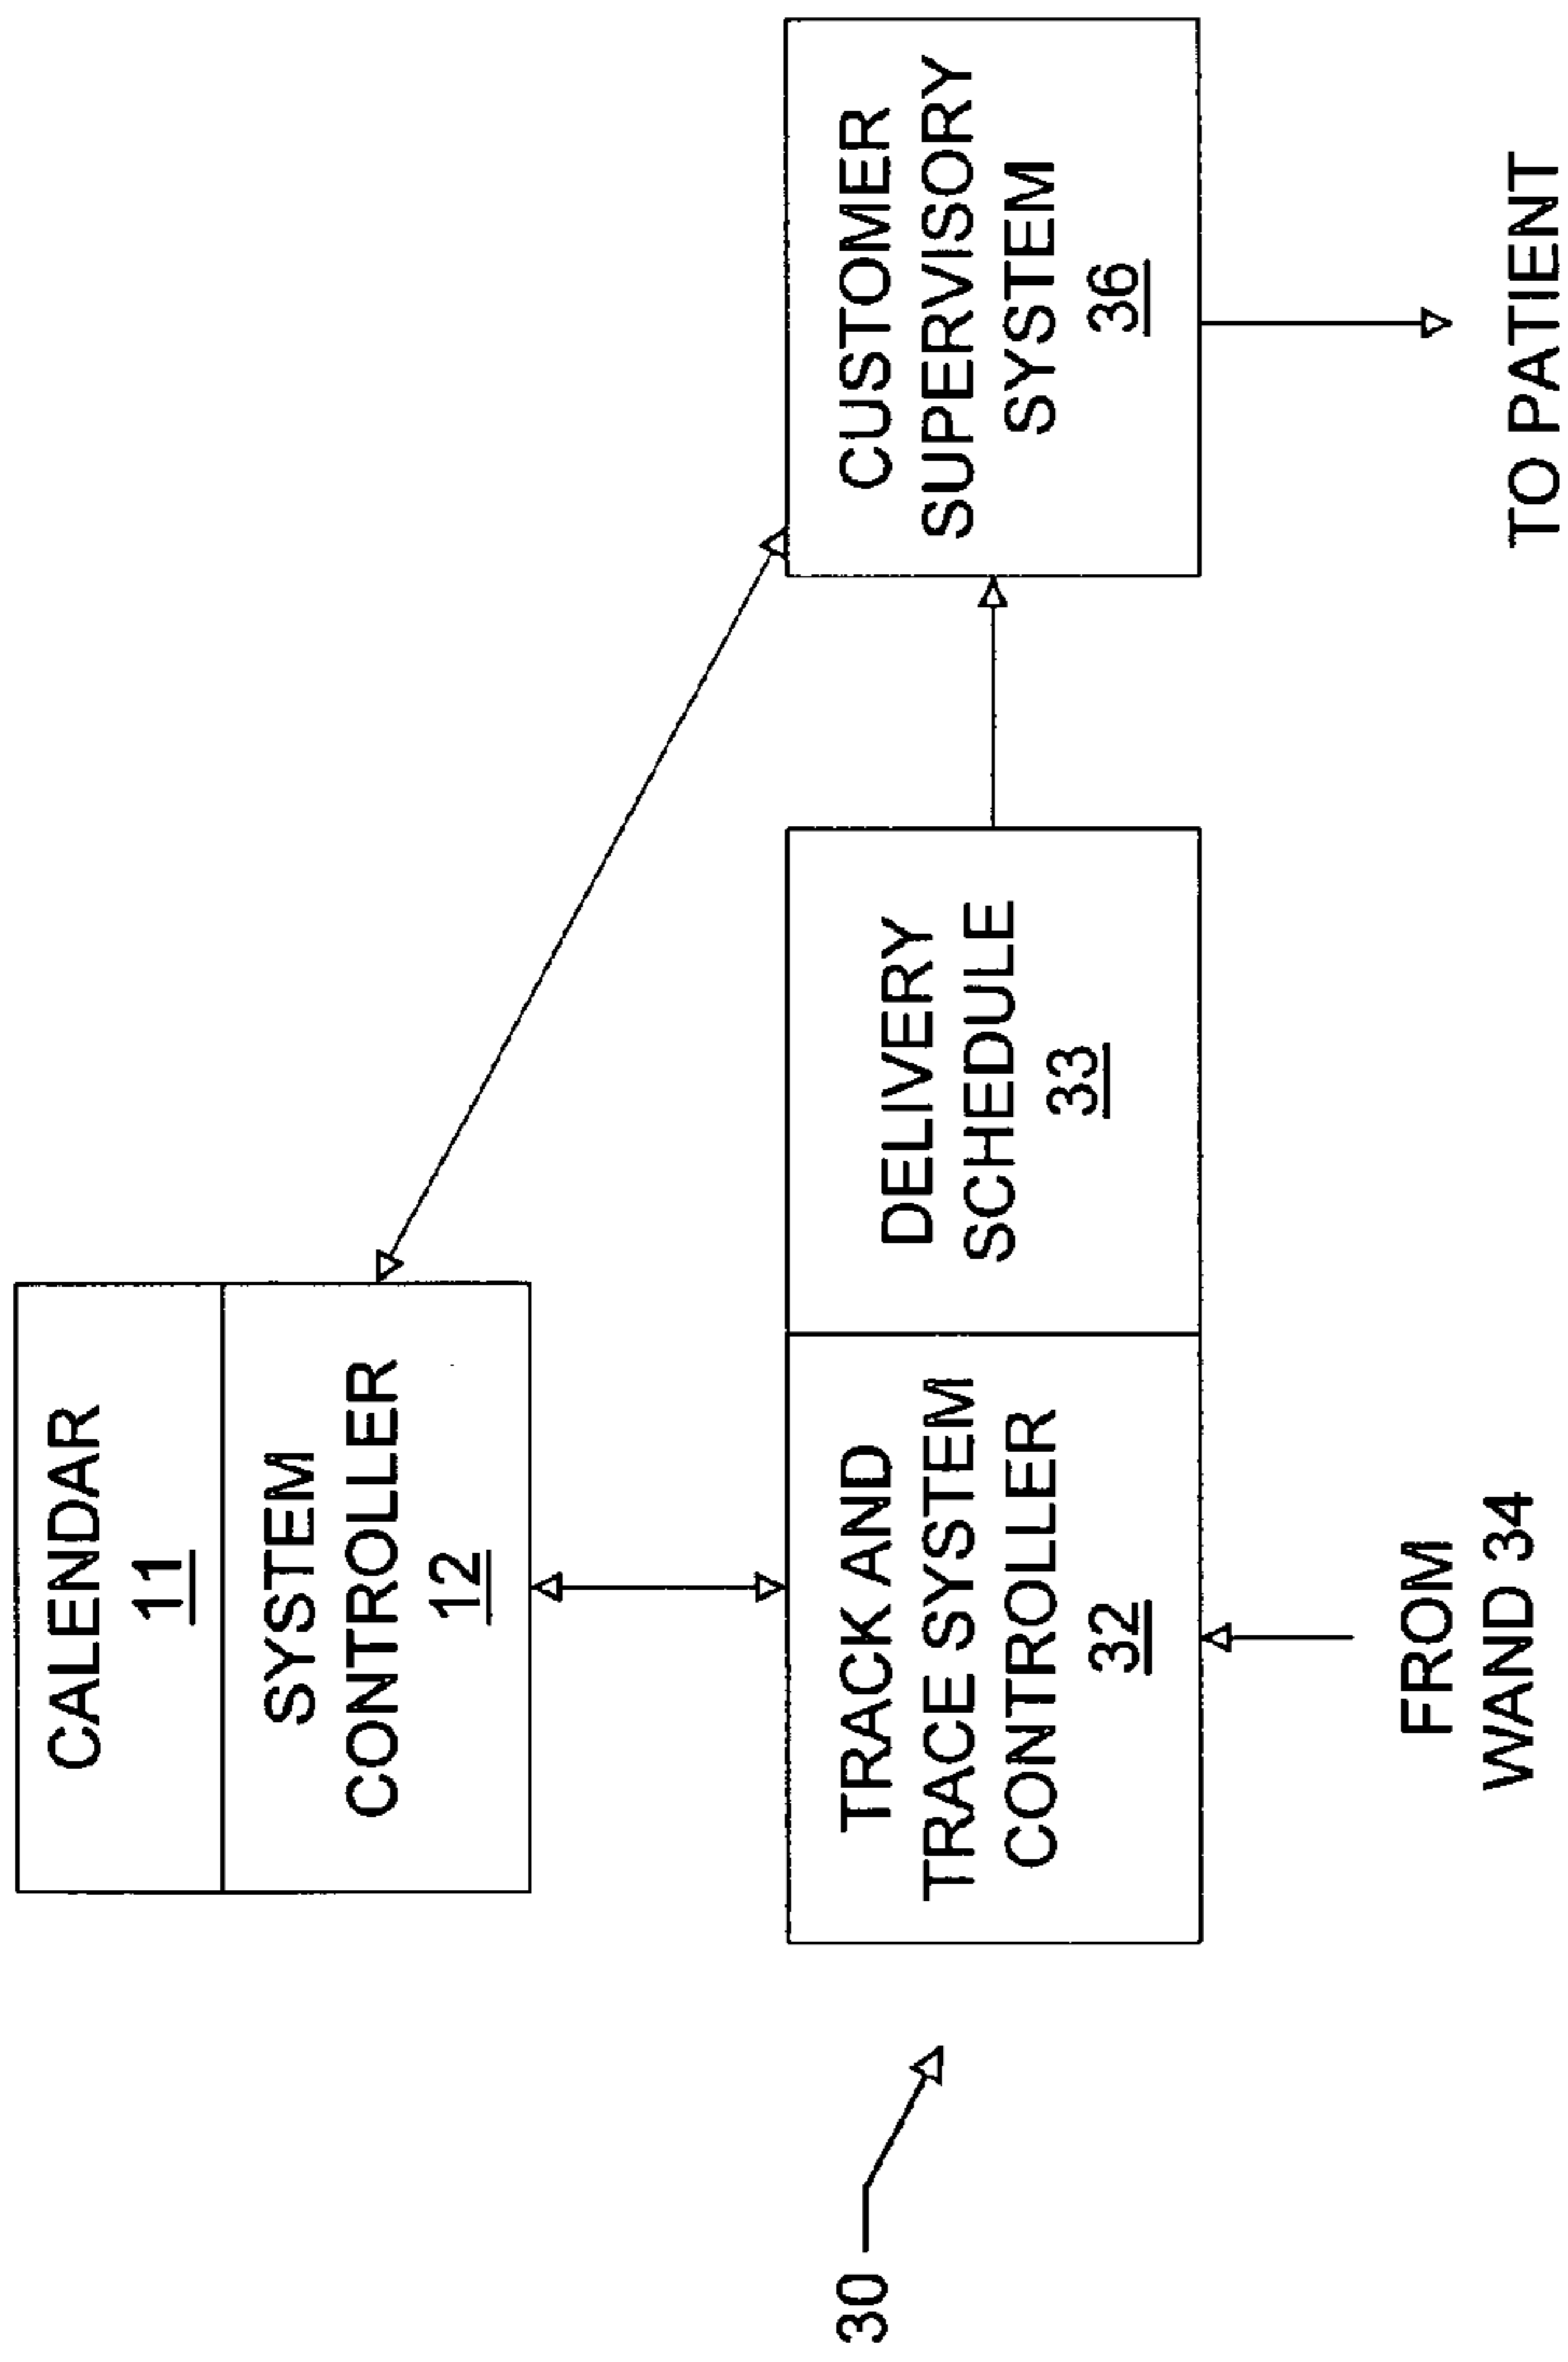 CALENDAR
11
SYSTEM
CONTROLLER
12
30
TRACK AND
TRACE SYSTEM
CONTROLLER
32
DELIVERY
SCHEDULE
33
CUSTOMER
SUPERVISORY
SYSTEM
36
FROM
WAND 34
TO PATIENT